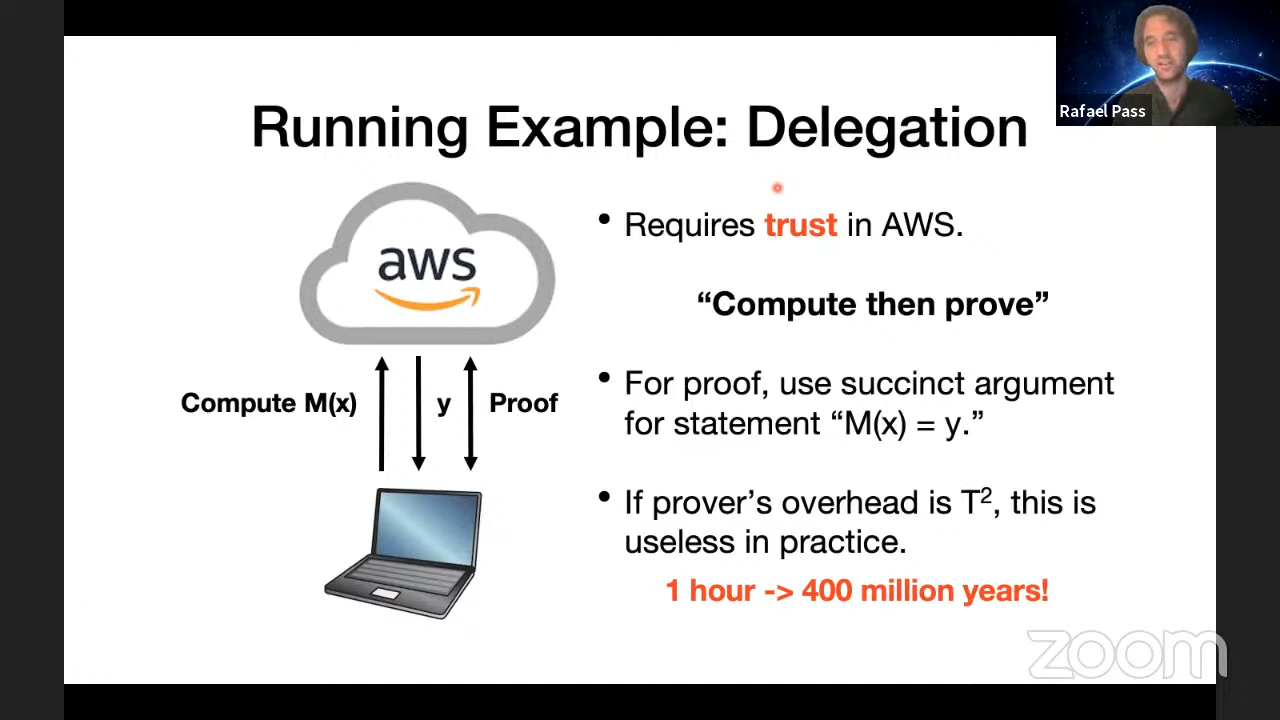 Rafael Pass
Running Example: Delegation
aws
Compute M(x)
y
Proof
• Requires trust in AWS.
“Compute then prove”
• For proof, use succinct argument
for statement “M(x) = y.”
• If prover’s overhead is T², this is
useless in practice.
1 hour -> 400 million years!
zoom